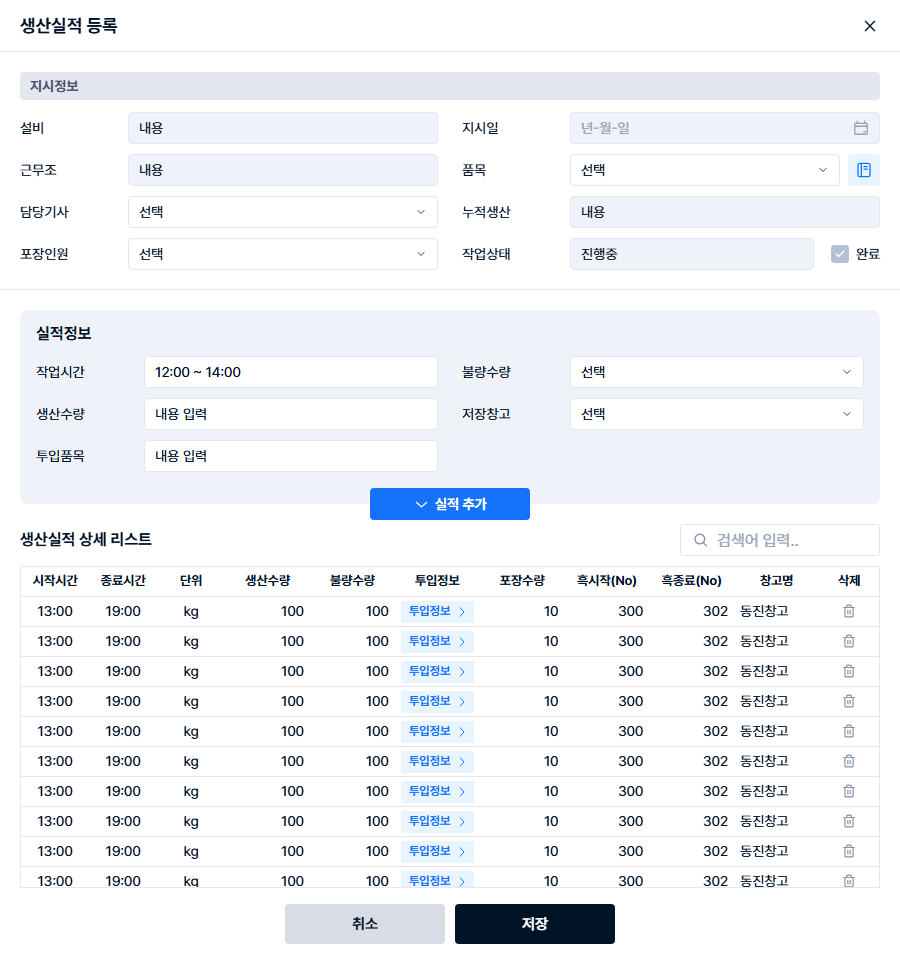 생산실적 등록
지시정보
설비 내용 지시일 년-월-일
근무조 내용 품목 선택
담당기사 선택 누적생산 내용
포장인원 선택 작업상태 진행중 완료
실적정보
작업시간 12:00 ~ 14:00 불량수량 선택
생산수량 내용 입력 저장창고 선택
투입품목 내용 입력
실적 추가
생산실적 상세 리스트 검색어 입력..
시작시간 종료시간 단위 생산수량 불량수량 투입정보 포장수량 흑시작(No) 흑종료(No) 창고명 삭제
13:00 19:00 kg 100 100 투입정보 10 300 302 동진창고
13:00 19:00 kg 100 100 투입정보 10 300 302 동진창고
13:00 19:00 kg 100 100 투입정보 10 300 302 동진창고
13:00 19:00 kg 100 100 투입정보 10 300 302 동진창고
13:00 19:00 kg 100 100 투입정보 10 300 302 동진창고
13:00 19:00 kg 100 100 투입정보 10 300 302 동진창고
13:00 19:00 kg 100 100 투입정보 10 300 302 동진창고
13:00 19:00 kg 100 100 투입정보 10 300 302 동진창고
13:00 19:00 kg 100 100 투입정보 10 300 302 동진창고
13:00 19:00 kg 100 100 투입정보 10 300 302 동진창고
취소 저장